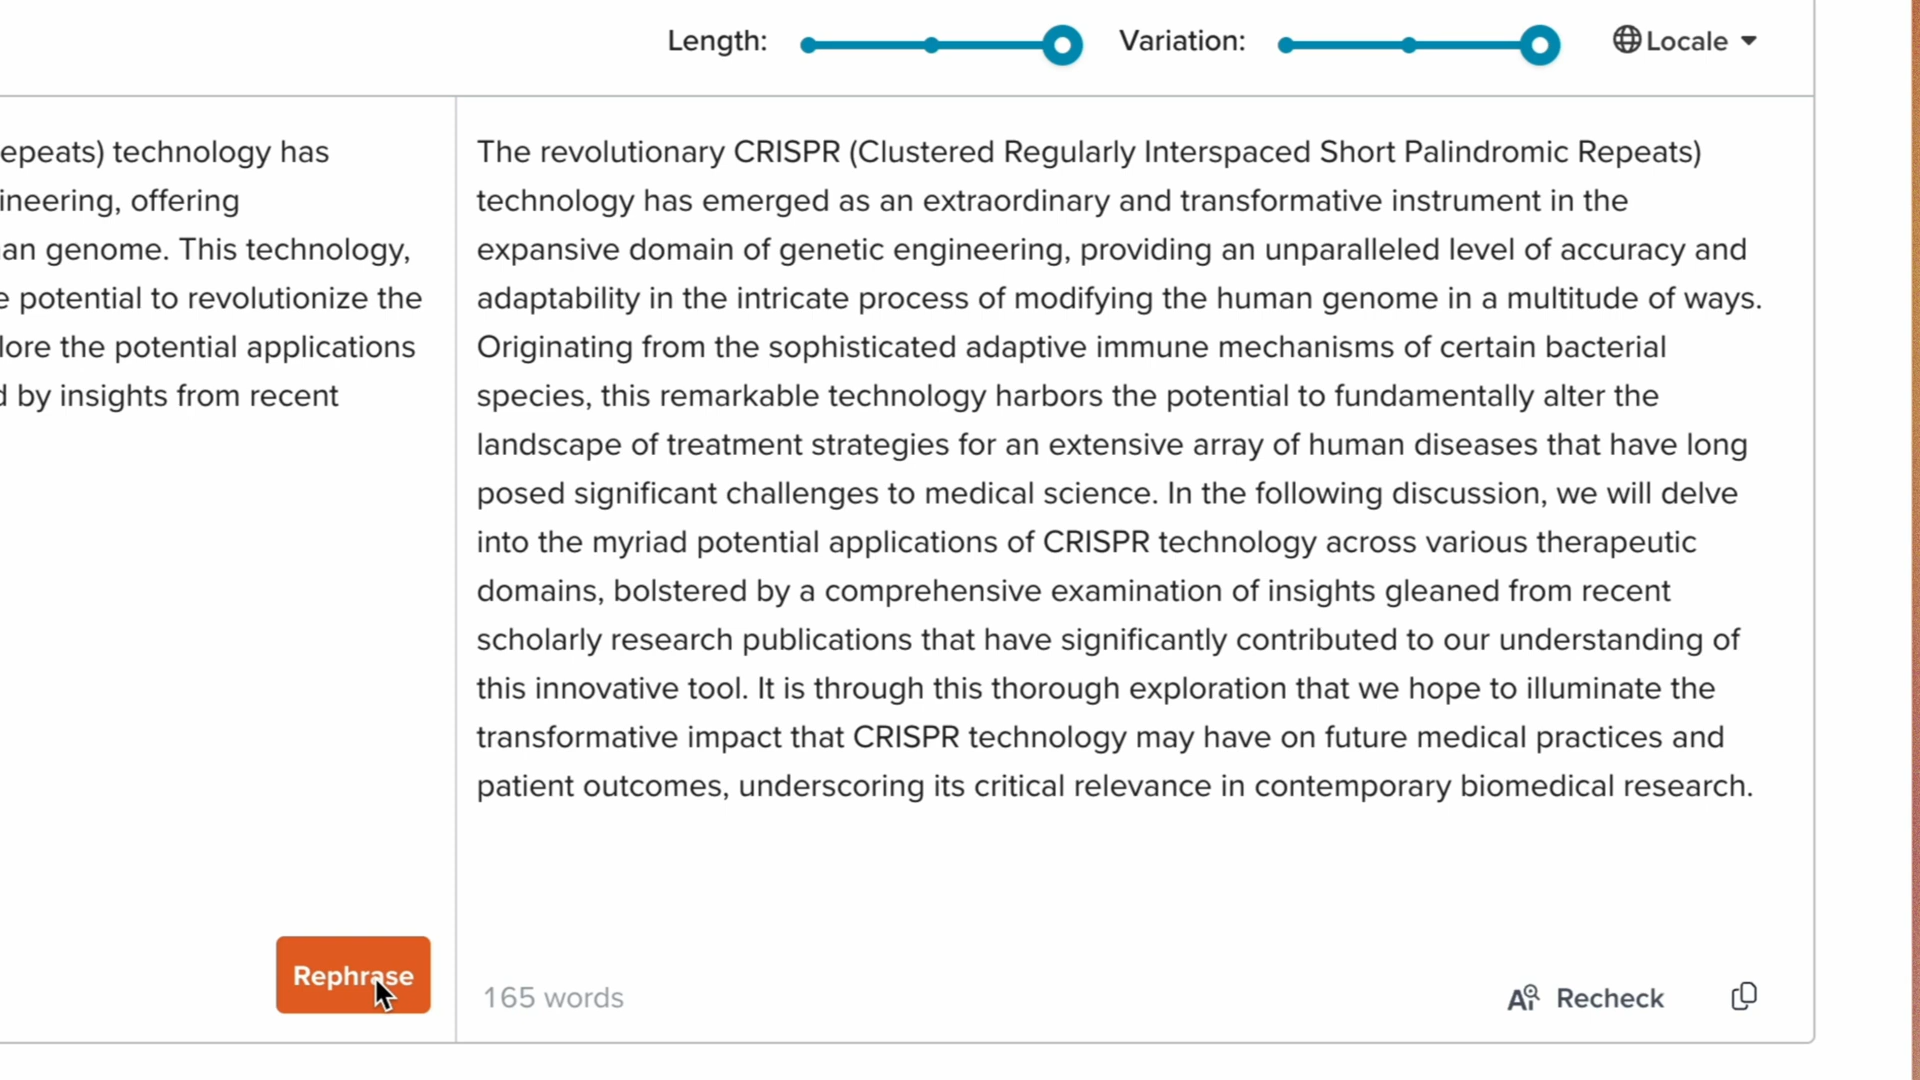 Length:
Variation:
Locale
epeats) technology has
ineering, offering
an genome. This technology,
e potential to revolutionize the
lore the potential applications
d by insights from recent
Rephrase
The revolutionary CRISPR (Clustered Regularly Interspaced Short Palindromic Repeats)
technology has emerged as an extraordinary and transformative instrument in the
expansive domain of genetic engineering, providing an unparalleled level of accuracy and
adaptability in the intricate process of modifying the human genome in a multitude of ways.
Originating from the sophisticated adaptive immune mechanisms of certain bacterial
species, this remarkable technology harbors the potential to fundamentally alter the
landscape of treatment strategies for an extensive array of human diseases that have long
posed significant challenges to medical science. In the following discussion, we will delve
into the myriad potential applications of CRISPR technology across various therapeutic
domains, bolstered by a comprehensive examination of insights gleaned from recent
scholarly research publications that have significantly contributed to our understanding of
this innovative tool. It is through this thorough exploration that we hope to illuminate the
transformative impact that CRISPR technology may have on future medical practices and
patient outcomes, underscoring its critical relevance in contemporary biomedical research.
165 words
Recheck